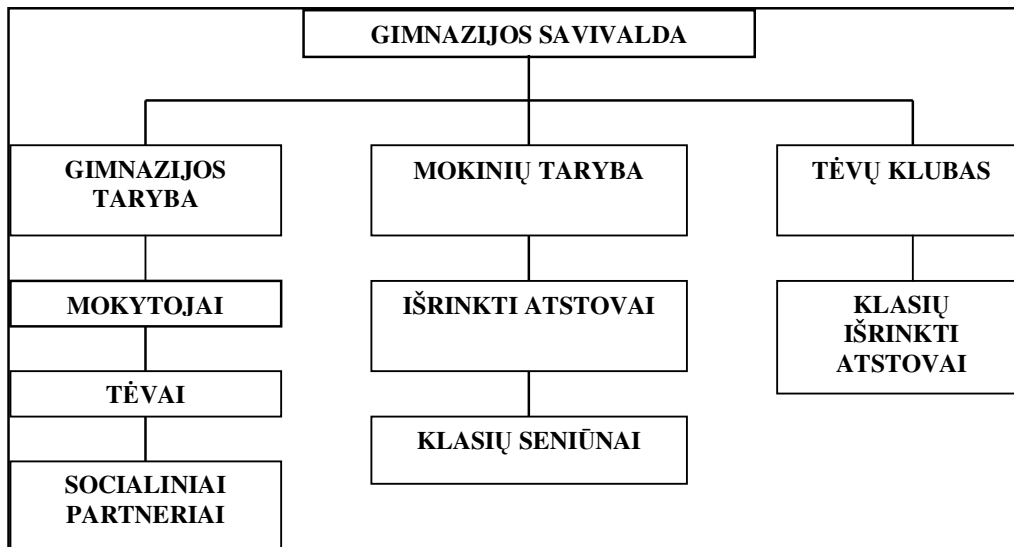 GIMNAZIJOS SAVIVALDA
GIMNAZIJOS
TARYBA
MOKYTOJAI
TĖVAI
SOCIALINIAI
PARTNERIAI
MOKINIŲ TARYBA
IŠRINKTI ATSTOVAI
KLASIŲ SENIŪNAI
TĖVŲ KLUBAS
KLASIŲ
IŠRINKTI
ATSTOVAI